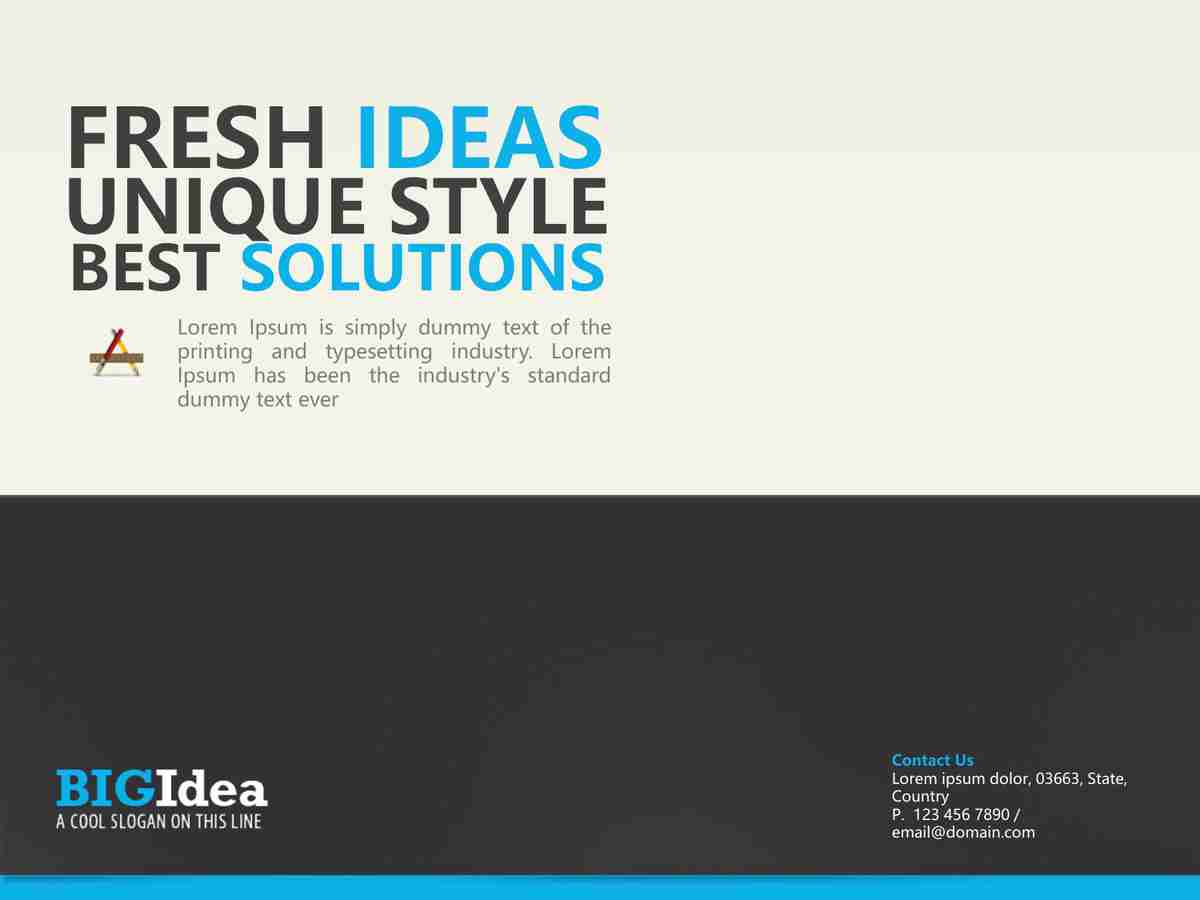 FRESH IDEAS
UNIQUE STYLE
BEST SOLUTIONS
Lorem Ipsum is simply dummy text of the
printing and typesetting industry. Lorem
Ipsum has been the industry's standard
dummy text ever
BIGIdea
A COOL SLOGAN ON THIS LINE
Contact Us
Lorem ipsum dolor, 03663, State,
Country
P.  123 456 7890 /
email@domain.com